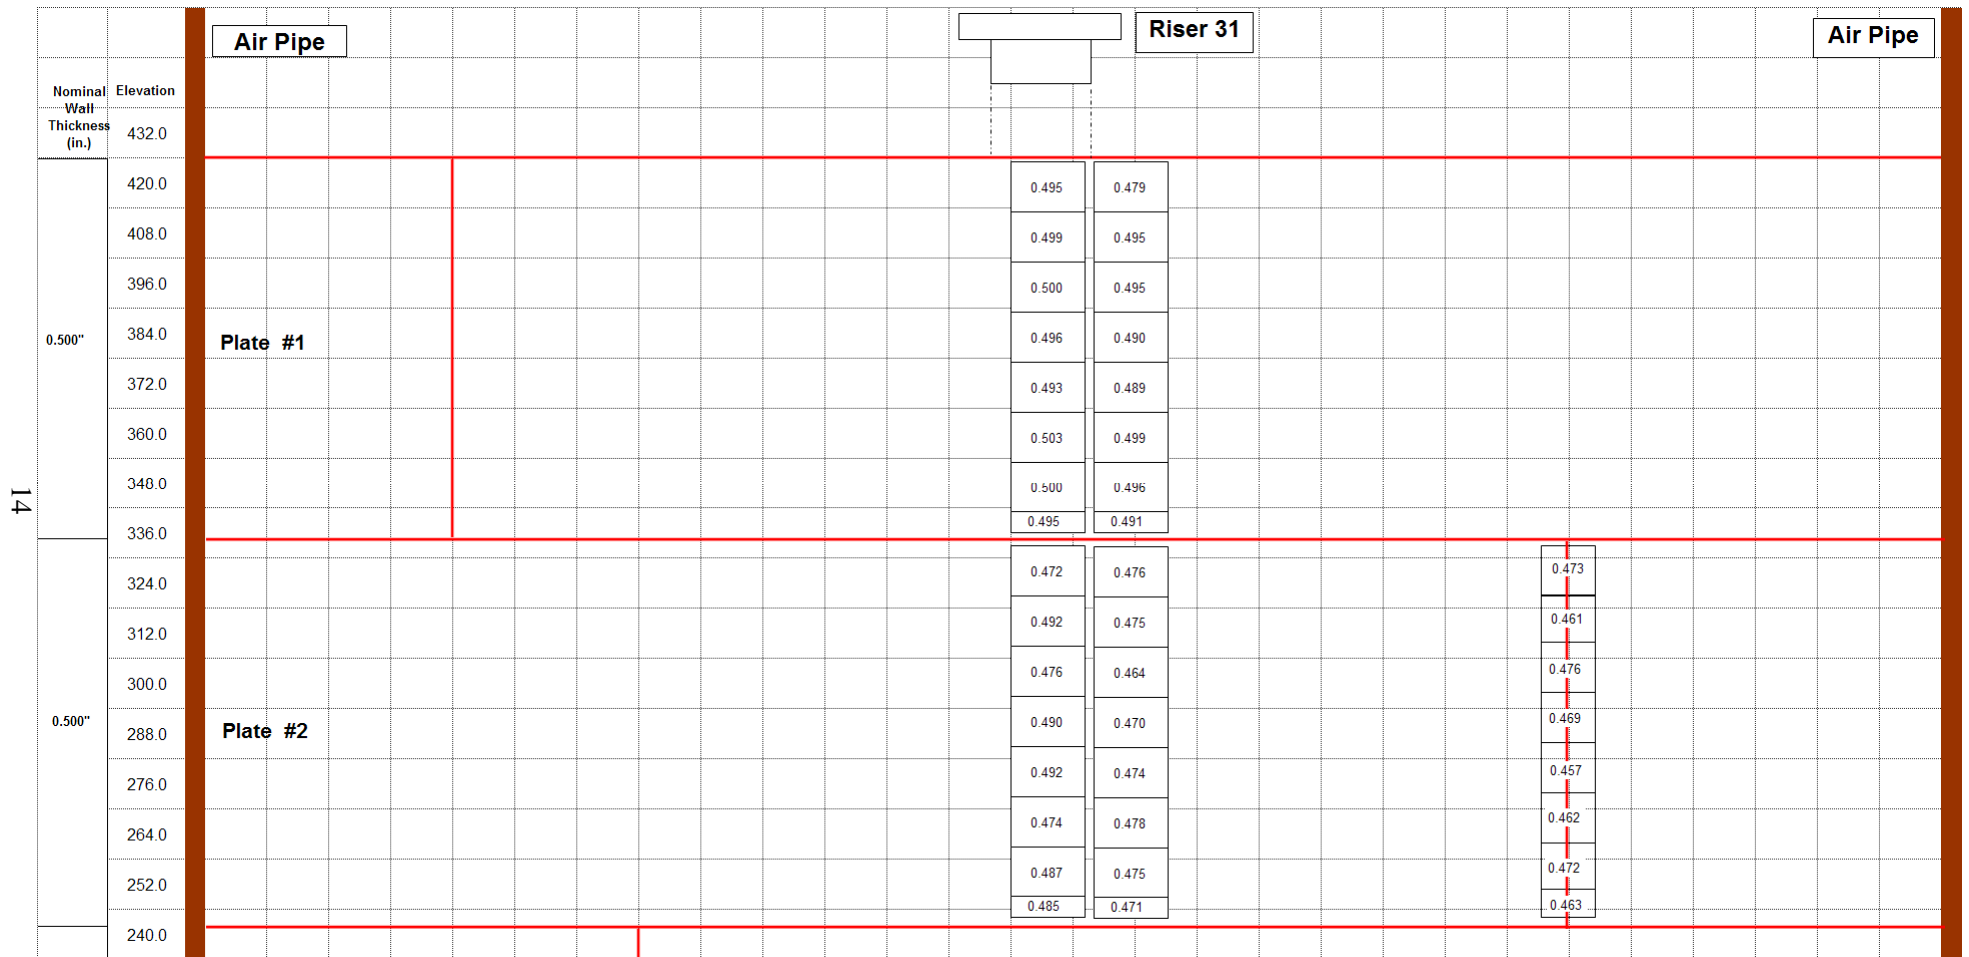 Air Pipe
Riser 31
Air Pipe
Nominal
Wall
Thickness
(in.)
Elevation
432.0
420.0 0.495 0.479
408.0 0.499 0.495
396.0 0.500 0.495
384.0 0.496 0.490
0.500"
Plate #1
372.0 0.493 0.489
360.0 0.503 0.499
348.0 0.500 0.496
14
336.0 0.495 0.491
324.0 0.472 0.476 0.473
312.0 0.492 0.475 0.461
300.0 0.476 0.464 0.476
0.500"
Plate #2
288.0 0.490 0.470 0.469
276.0 0.492 0.474 0.457
264.0 0.474 0.478 0.462
252.0 0.487 0.475 0.472
0.485 0.471 0.463
240.0